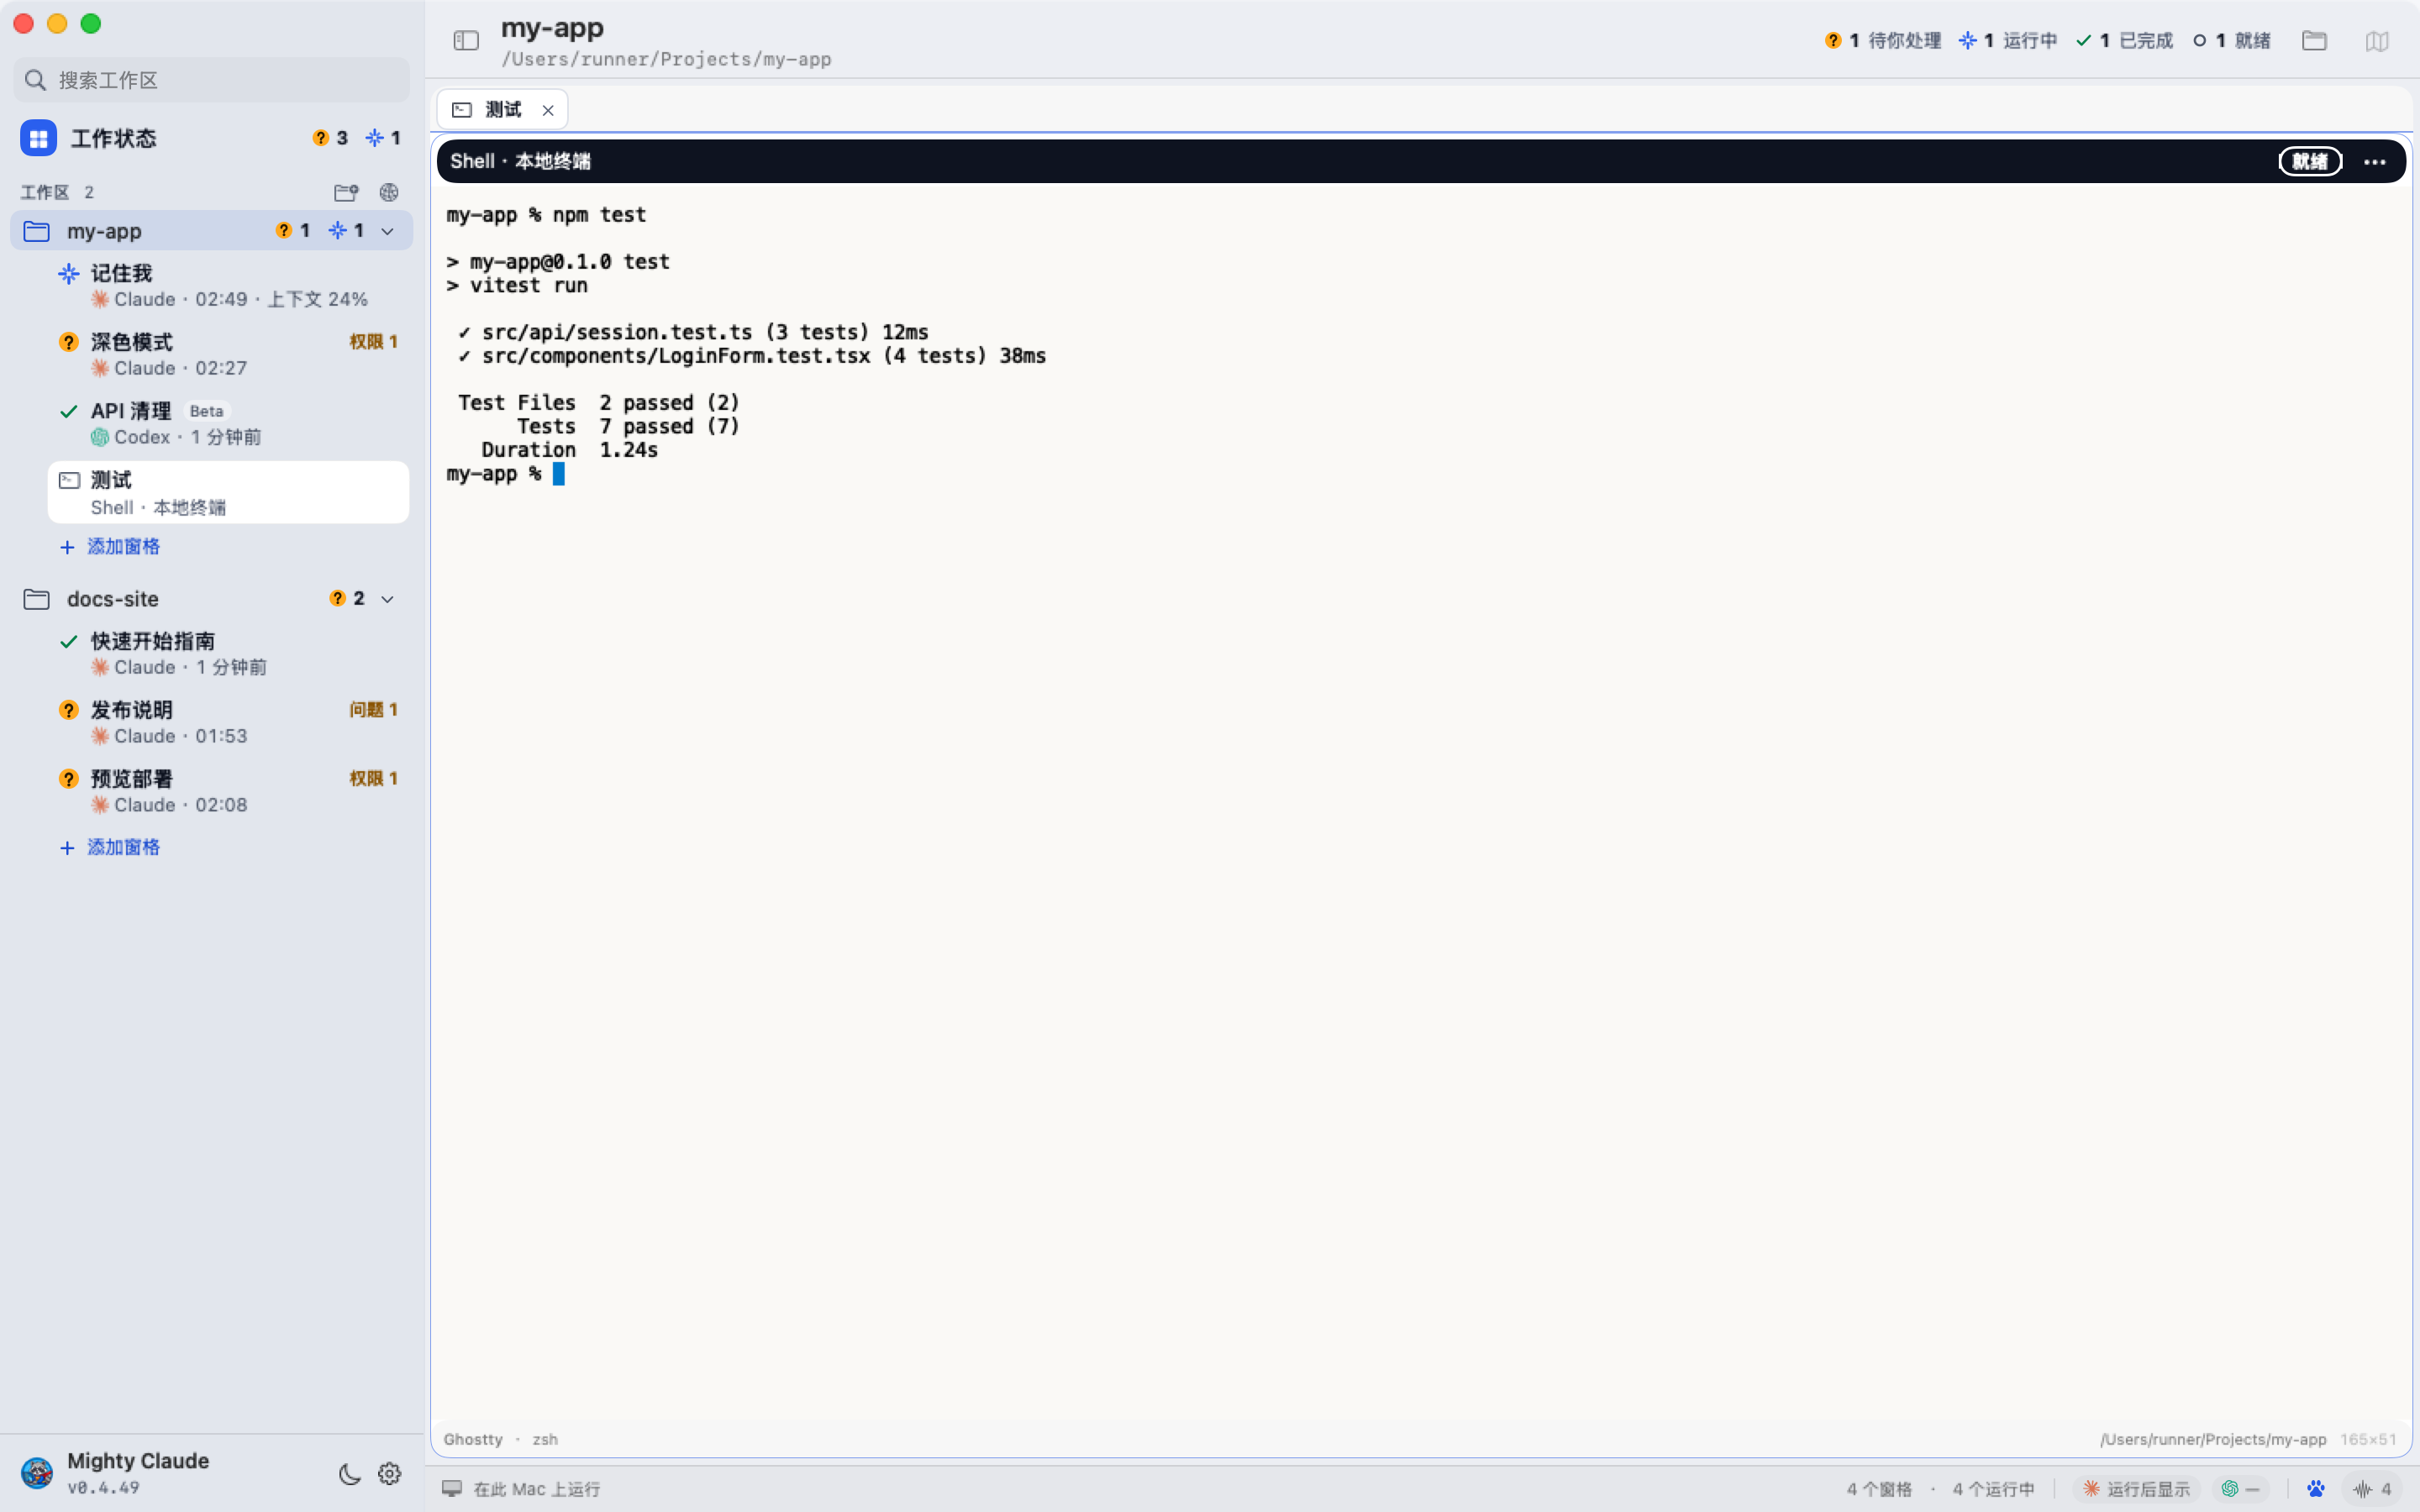 搜索工作区
工作状态 3 1
工作区 2
my-app 1 1
记住我
Claude · 02:49 · 上下文 24%
深色模式 权限 1
Claude · 02:27
API 清理 Beta
Codex · 1 分钟前
测试
Shell · 本地终端
+ 添加窗格
docs-site 2
快速开始指南
Claude · 1 分钟前
发布说明 问题 1
Claude · 01:53
预览部署 权限 1
Claude · 02:08
+ 添加窗格
Mighty Claude
v0.4.49
my-app
/Users/runner/Projects/my-app
1 待你处理 1 运行中 1 已完成 1 就绪
测试
Shell · 本地终端 就绪
my-app % npm test
> my-app@0.1.0 test
> vitest run
✓ src/api/session.test.ts (3 tests) 12ms
✓ src/components/LoginForm.test.tsx (4 tests) 38ms
Test Files 2 passed (2)
Tests 7 passed (7)
Duration 1.24s
my-app %
Ghostty · zsh /Users/runner/Projects/my-app 165×51
在此 Mac 上运行 4 个窗格 · 4 个运行中 运行后显示 — 4